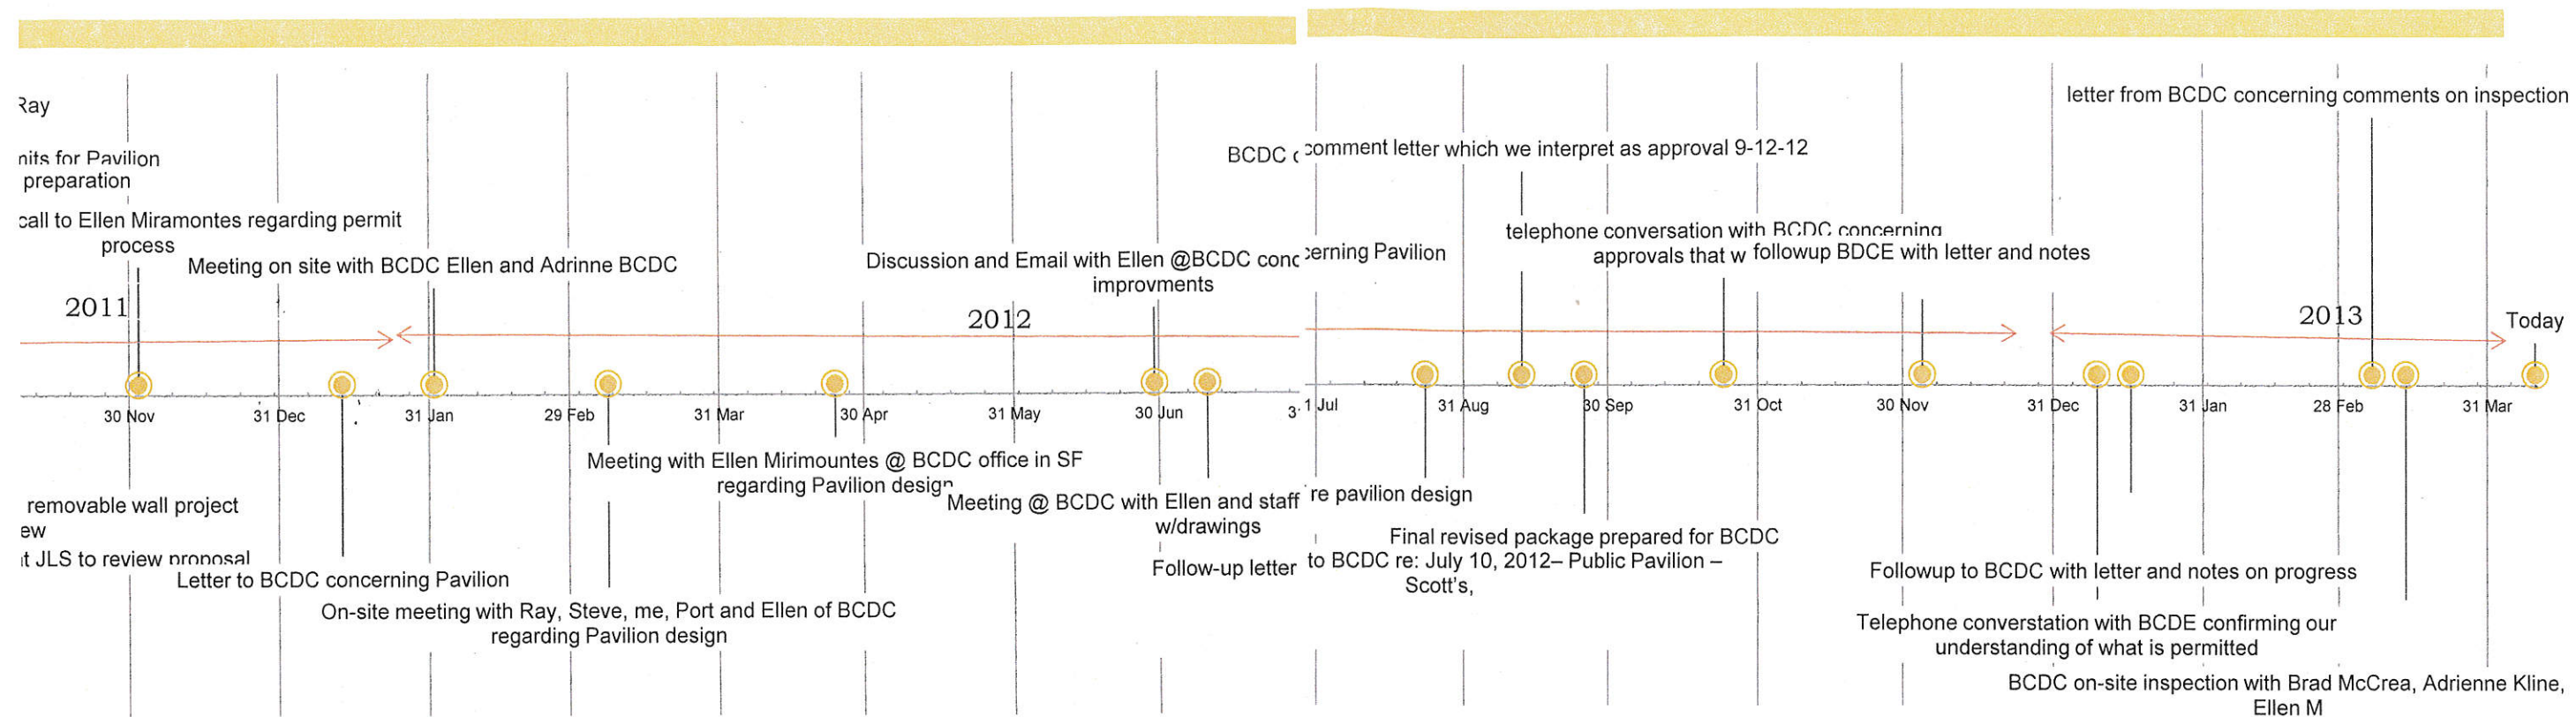 Ray
letter from BCDC concerning comments on inspection
nits for Pavilion
preparation
BCDC comment letter which we interpret as approval 9-12-12
call to Ellen Miramontes regarding permit
process
Meeting on site with BCDC Ellen and Adrinne BCDC
Discussion and Email with Ellen @BCDC concerning Pavilion
improvments
telephone conversation with BCDC concerning
approvals that w
followup BDCE with letter and notes
2011
2012
2013
Today
30 Nov
31 Dec
31 Jan
29 Feb
31 Mar
30 Apr
31 May
30 Jun
31 Jul
31 Aug
30 Sep
31 Oct
30 Nov
31 Dec
31 Jan
28 Feb
31 Mar
removable wall project
ew
t JLS to review proposal
Letter to BCDC concerning Pavilion
On-site meeting with Ray, Steve, me, Port and Ellen of BCDC
regarding Pavilion design
Meeting with Ellen Mirimountes @ BCDC office in SF
regarding Pavilion design
Meeting @ BCDC with Ellen and staff re pavilion design
w/drawings
Follow-up letter to BCDC re: July 10, 2012– Public Pavilion –
Scott's,
Final revised package prepared for BCDC
Followup to BCDC with letter and notes on progress
Telephone converstation with BCDE confirming our
understanding of what is permitted
BCDC on-site inspection with Brad McCrea, Adrienne Kline,
Ellen M